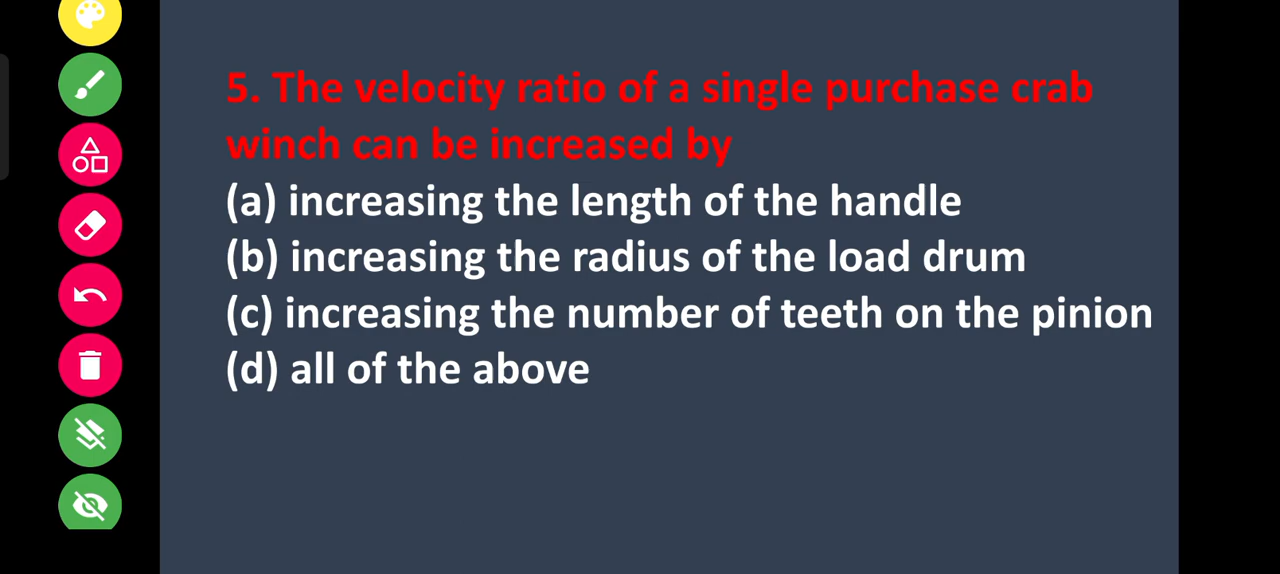 5. The velocity ratio of a single purchase crab
winch can be increased by
(a) increasing the length of the handle
(b) increasing the radius of the load drum
(c) increasing the number of teeth on the pinion
(d) all of the above